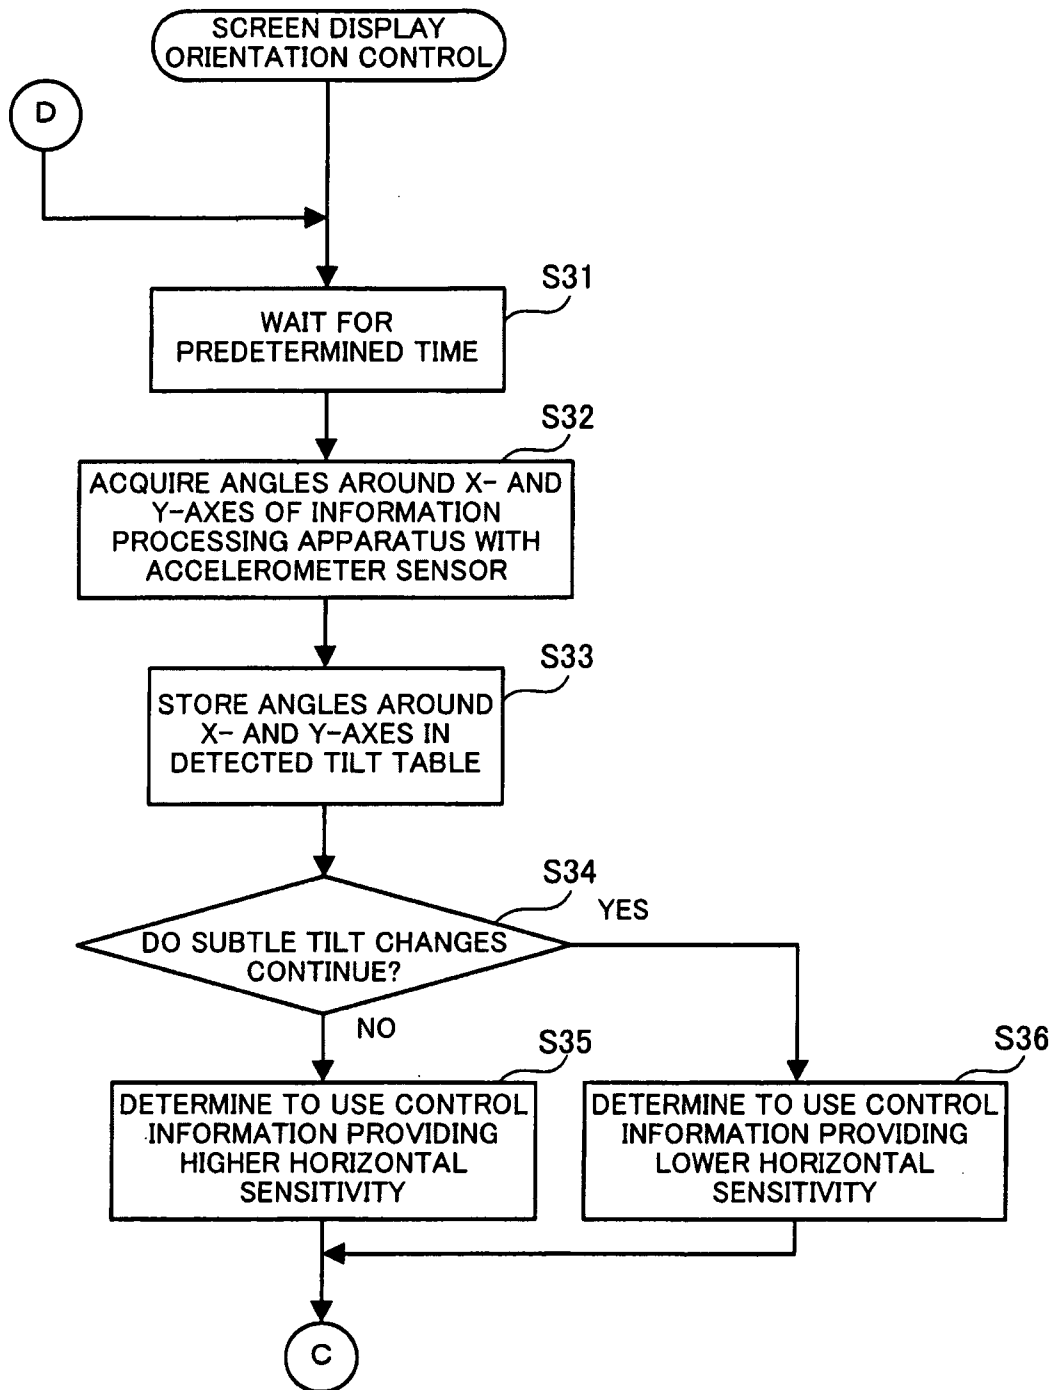 SCREEN DISPLAY
ORIENTATION CONTROL
D
S31
WAIT FOR
PREDETERMINED TIME
S32
ACQUIRE ANGLES AROUND X- AND
Y-AXES OF INFORMATION
PROCESSING APPARATUS WITH
ACCELEROMETER SENSOR
S33
STORE ANGLES AROUND
X- AND Y-AXES IN
DETECTED TILT TABLE
S34
YES
DO SUBTLE TILT CHANGES
CONTINUE?
NO
S35
DETERMINE TO USE CONTROL
INFORMATION PROVIDING
HIGHER HORIZONTAL
SENSITIVITY
S36
DETERMINE TO USE CONTROL
INFORMATION PROVIDING
LOWER HORIZONTAL
SENSITIVITY
C